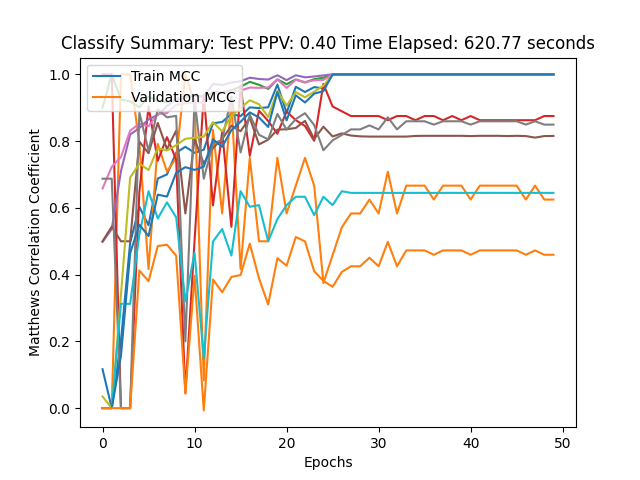 Classify Summary: Test PPV: 0.40 Time Elapsed: 620.77 seconds
Train MCC
Validation MCC
Matthews Correlation Coefficient
1.0
0.8
0.6
0.4
0.2
0.0
0 10 20 30 40 50
Epochs